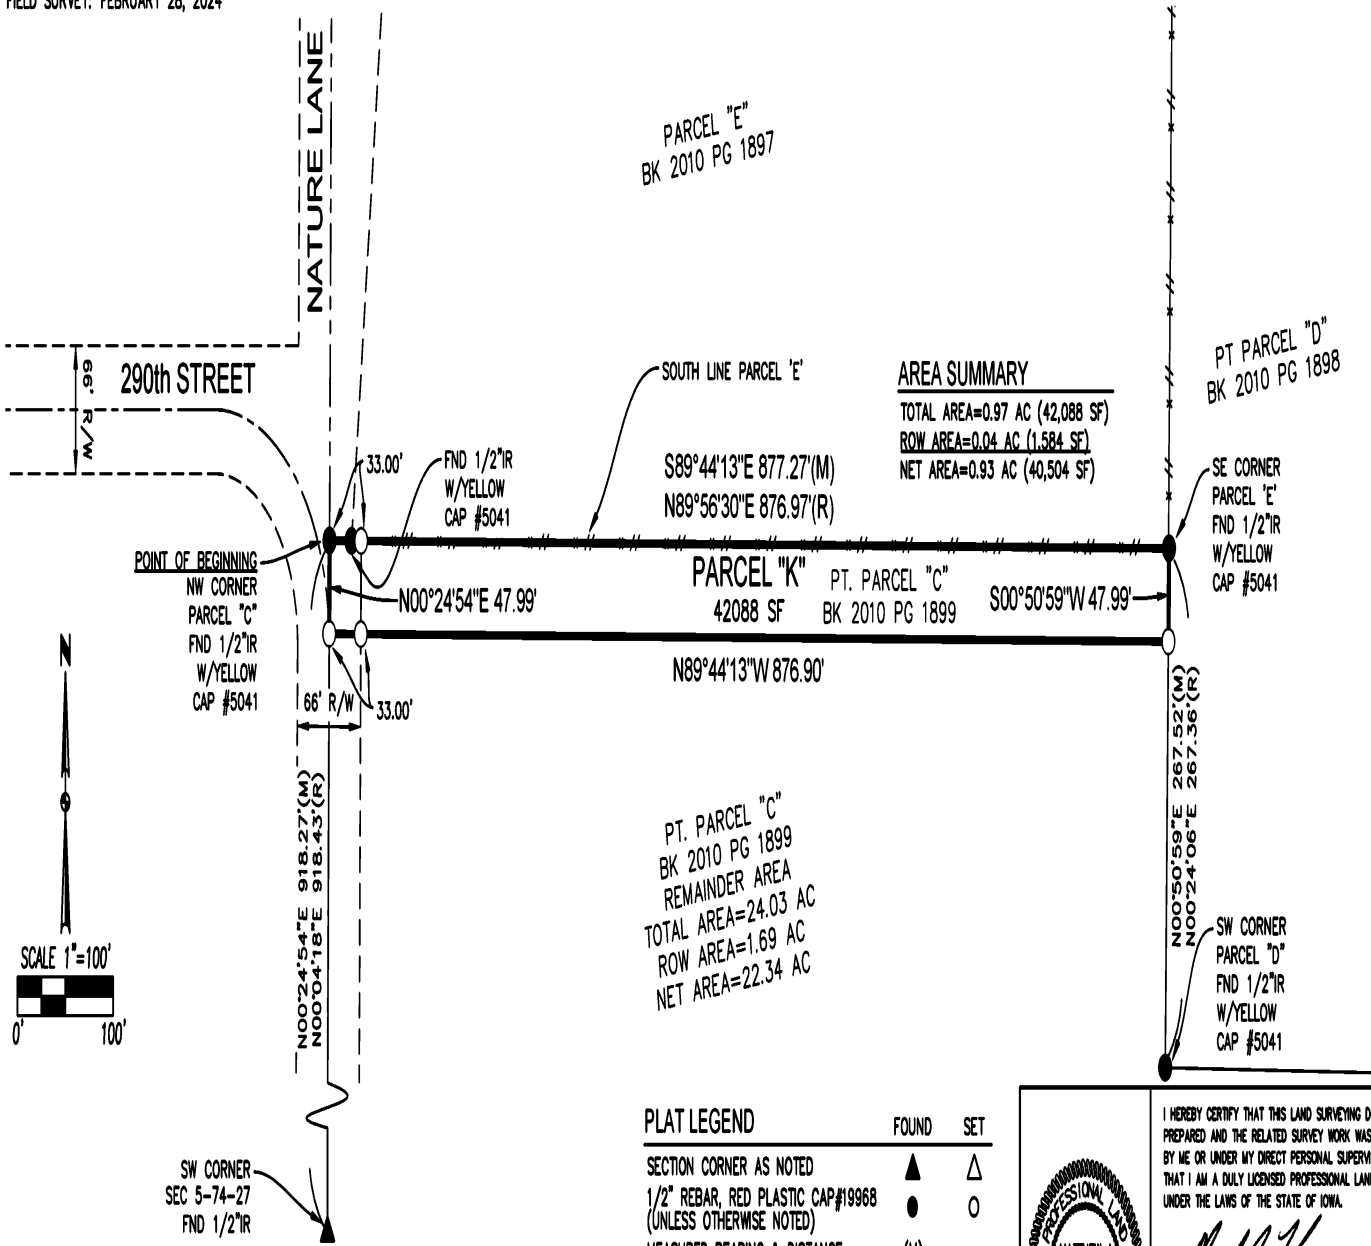 FIELD SURVEY: FEBRUARY 28, 2024
NATURE LANE
PARCEL "E"
BK 2010 PG 1897
66' R/W
290th STREET
SOUTH LINE PARCEL 'E'
AREA SUMMARY
TOTAL AREA=0.97 AC (42,088 SF)
ROW AREA=0.04 AC (1,584 SF)
NET AREA=0.93 AC (40,504 SF)
PT PARCEL "D"
BK 2010 PG 1898
33.00'
FND 1/2"IR
W/YELLOW
CAP #5041
S89°44'13"E 877.27'(M)
N89°56'30"E 876.97'(R)
SE CORNER
PARCEL 'E'
FND 1/2"IR
W/YELLOW
CAP #5041
POINT OF BEGINNING
NW CORNER
PARCEL "C"
FND 1/2"IR
W/YELLOW
CAP #5041
N00°24'54"E 47.99'
PARCEL "K"
42088 SF
PT. PARCEL "C"
BK 2010 PG 1899
S00°50'59"W 47.99'
N89°44'13"W 876.90'
N
66' R/W
33.00'
N00°24'54"E 918.27'(M)
N00°04'18"E 918.43'(R)
N00°50'59"E 267.52'(M)
N00°24'06"E 267.36'(R)
PT. PARCEL "C"
BK 2010 PG 1899
REMAINDER AREA
TOTAL AREA=24.03 AC
ROW AREA=1.69 AC
NET AREA=22.34 AC
SCALE 1"=100'
0' 100'
SW CORNER
PARCEL "D"
FND 1/2"IR
W/YELLOW
CAP #5041
SW CORNER
SEC 5-74-27
FND 1/2"IR
PLAT LEGEND FOUND SET
SECTION CORNER AS NOTED
1/2" REBAR, RED PLASTIC CAP#19968
(UNLESS OTHERWISE NOTED)
MEASURED BEARING & DISTANCE (M)
I HEREBY CERTIFY THAT THIS LAND SURVEYING D
PREPARED AND THE RELATED SURVEY WORK WAS
BY ME OR UNDER MY DIRECT PERSONAL SUPERVI
THAT I AM A DULY LICENSED PROFESSIONAL LAN
UNDER THE LAWS OF THE STATE OF IOWA.
PROFESSIONAL LAND